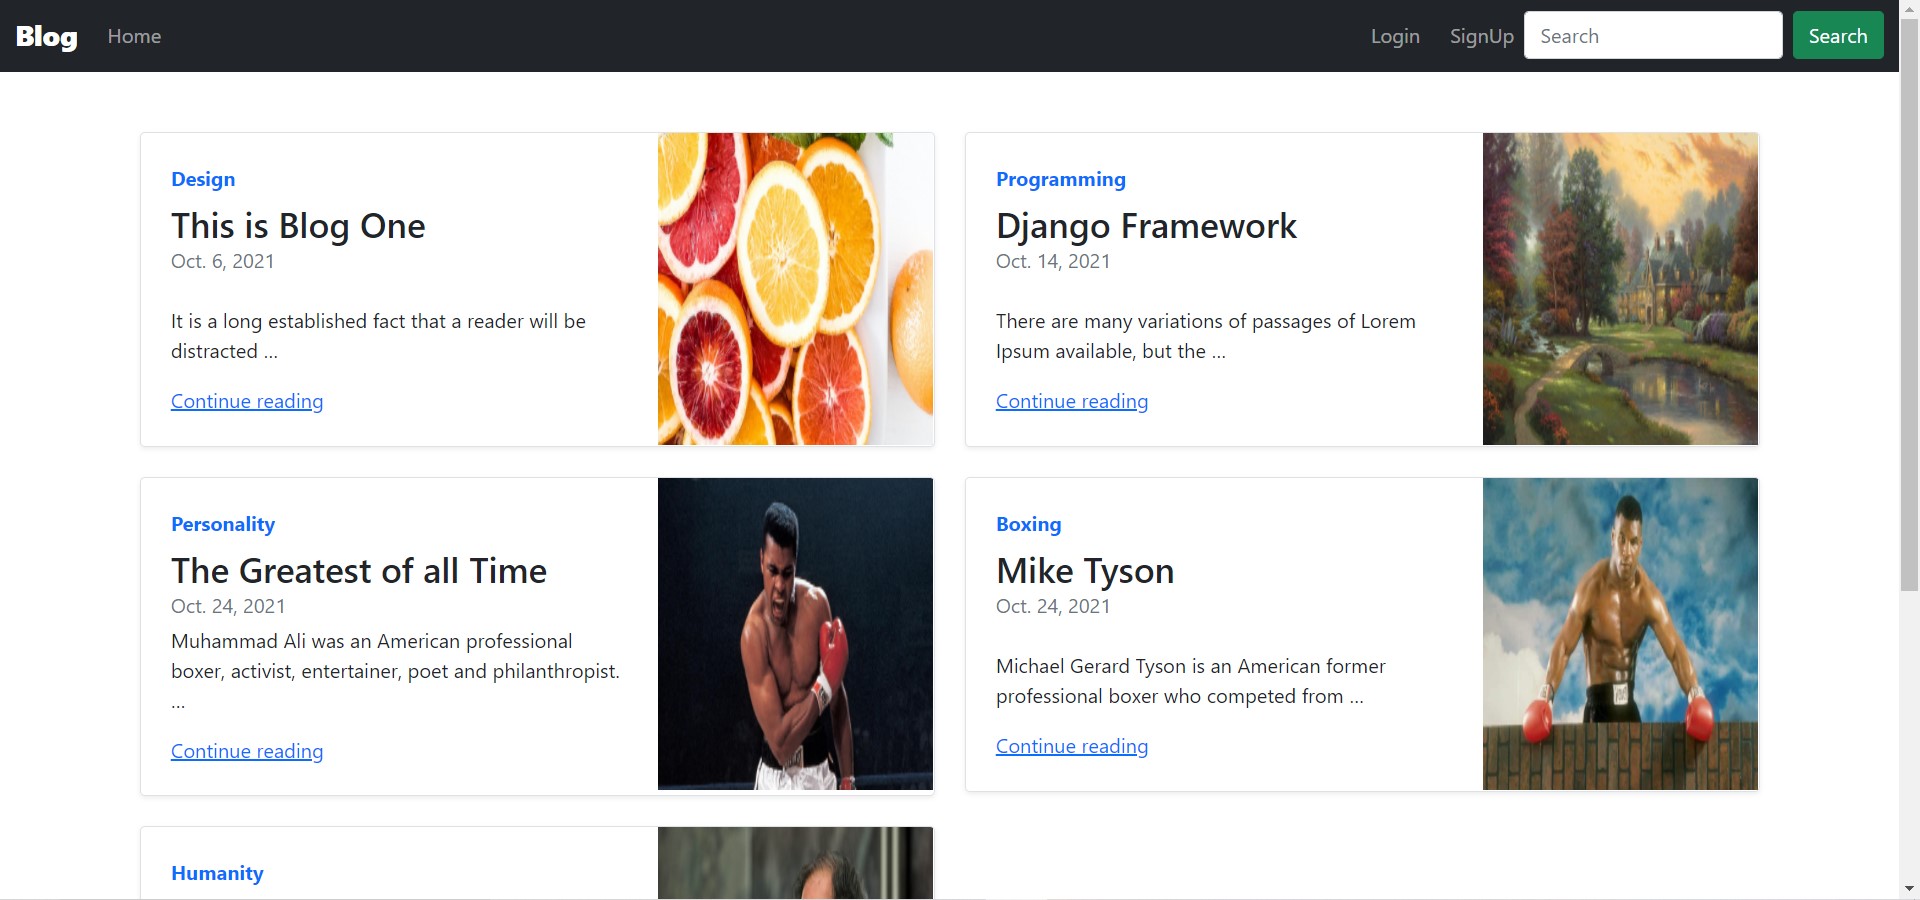 Blog Home Login SignUp Search Search
Design
This is Blog One
Oct. 6, 2021
It is a long established fact that a reader will be
distracted ...
Continue reading
Programming
Django Framework
Oct. 14, 2021
There are many variations of passages of Lorem
Ipsum available, but the ...
Continue reading
Personality
The Greatest of all Time
Oct. 24, 2021
Muhammad Ali was an American professional
boxer, activist, entertainer, poet and philanthropist.
...
Continue reading
Boxing
Mike Tyson
Oct. 24, 2021
Michael Gerard Tyson is an American former
professional boxer who competed from ...
Continue reading
Humanity